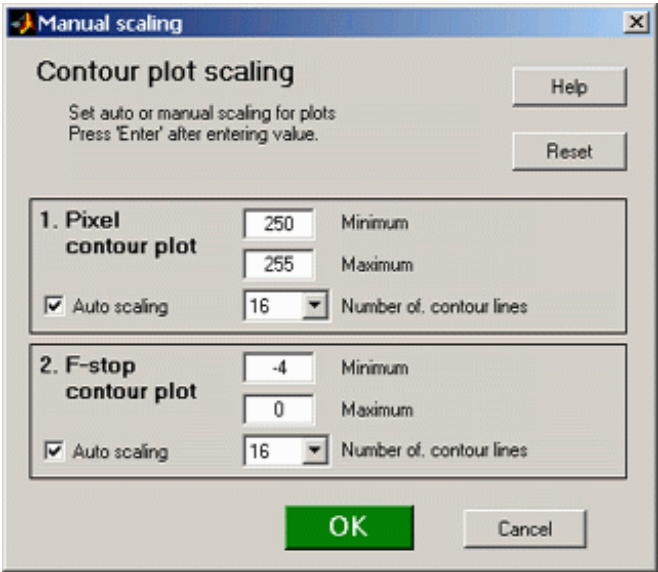 Manual scaling
Contour plot scaling
Help
Set auto or manual scaling for plots
Press 'Enter' after entering value.
Reset
1. Pixel
contour plot
250 Minimum
255 Maximum
Auto scaling 16 Number of. contour lines
2. F-stop
contour plot
-4 Minimum
0 Maximum
Auto scaling 16 Number of. contour lines
OK Cancel